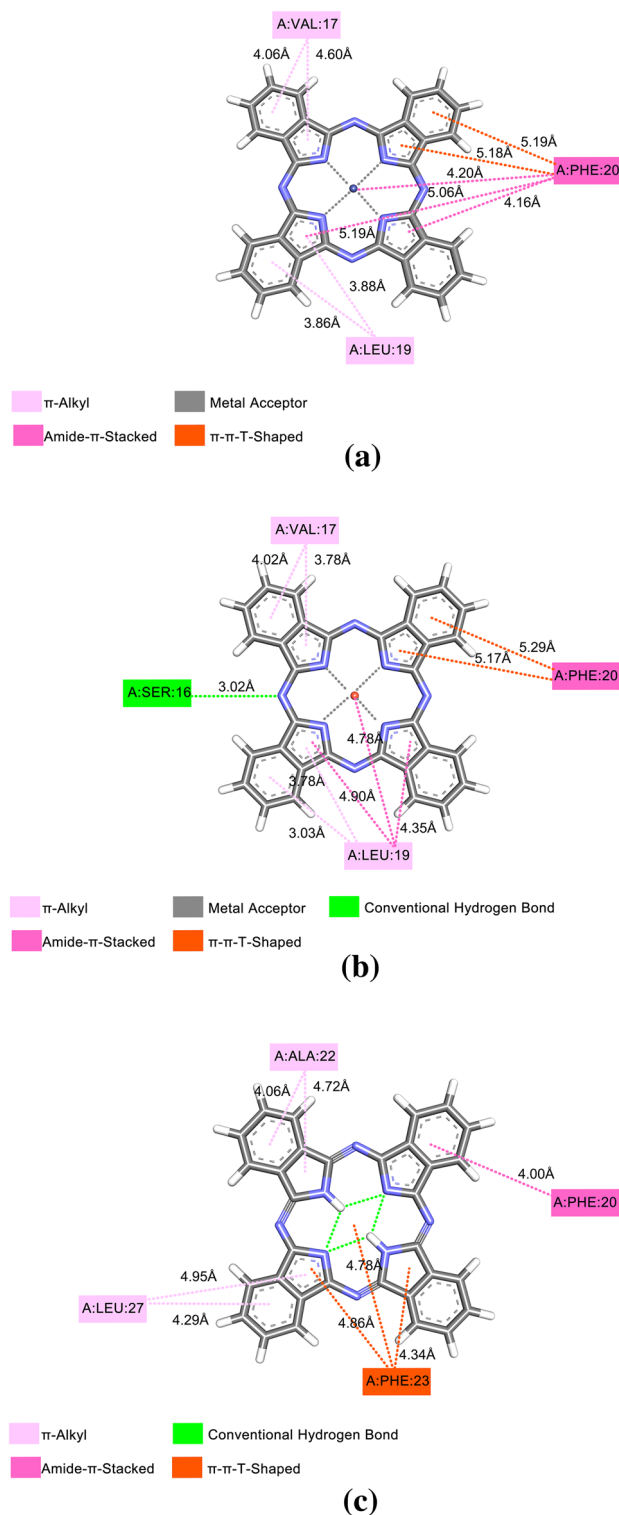 A:VAL:17
4.06Å 4.60Å
5.19Å
5.18Å
4.20Å
A:PHE:20
5.06Å
4.16Å
5.19Å
3.88Å
3.86Å
A:LEU:19
π-Alkyl Metal Acceptor
Amide-π-Stacked π-π-T-Shaped
(a)
A:VAL:17
4.02Å 3.78Å
5.29Å
5.17Å
A:PHE:20
A:SER:16
3.02Å
4.78Å
3.78Å
4.90Å
3.03Å
4.35Å
A:LEU:19
π-Alkyl Metal Acceptor Conventional Hydrogen Bond
Amide-π-Stacked π-π-T-Shaped
(b)
A:ALA:22
4.06Å 4.72Å
4.00Å
A:PHE:20
4.78Å
4.95Å
A:LEU:27
4.29Å
4.86Å
4.34Å
A:PHE:23
π-Alkyl Conventional Hydrogen Bond
Amide-π-Stacked π-π-T-Shaped
(c)